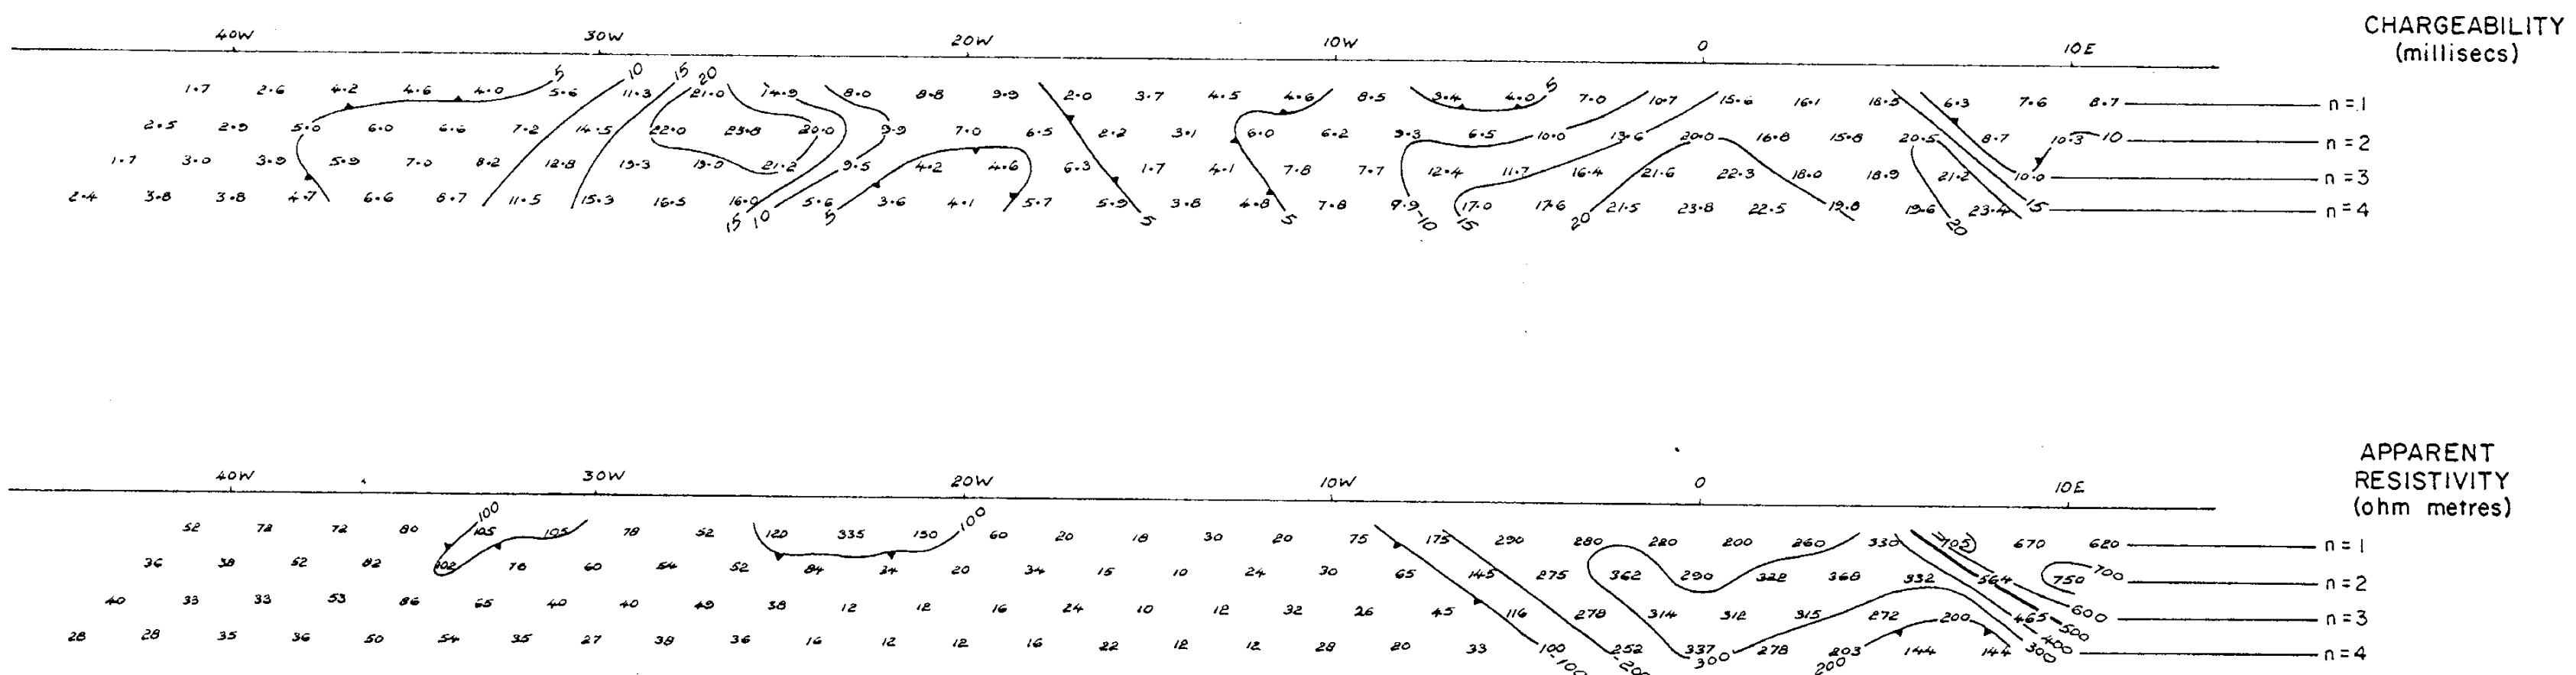 CHARGEABILITY
(millisecs)
40W 30W 20W 10W 0 10E
5 10 15 20 5
1.7 2.6 4.2 4.6 4.0 5.6 11.3 21.0 14.9 8.0 8.8 9.9 2.0 3.7 4.5 4.6 8.5 3.4 4.0 7.0 10.7 15.6 16.1 18.5 6.3 7.6 8.7 n=1
2.5 2.9 5.0 6.0 6.6 7.2 14.5 22.0 23.8 20.0 9.9 7.0 6.5 2.2 3.1 6.0 6.2 9.3 6.5 10.0 13.6 20.0 16.8 15.8 20.5 8.7 10.3 10 n=2
1.7 3.0 3.9 5.9 7.0 8.2 12.8 19.3 19.0 21.2 9.5 4.2 4.6 6.3 1.7 4.1 7.8 7.7 12.4 11.7 16.4 21.6 22.3 18.0 18.9 21.2 10.0 n=3
2.4 3.8 3.8 4.7 6.6 8.7 11.5 15.3 16.5 16.0 5.6 3.6 4.1 5.7 5.9 3.8 4.8 7.8 9.9 17.0 17.6 21.5 23.8 22.5 19.8 19.6 23.4 15 n=4
15 10 5 5 5 10 15 20 20
APPARENT
RESISTIVITY
(ohm metres)
40W 30W 20W 10W 0 10E
100 100
52 72 72 80 105 105 78 52 120 335 150 60 20 18 30 20 75 175 290 280 220 200 260 330 705 670 620 n=1
36 38 52 82 102 78 60 54 52 84 34 20 34 15 10 24 30 65 145 275 362 290 322 368 332 564 750 700 n=2
40 33 33 53 86 65 40 40 49 38 12 12 16 24 10 12 32 26 45 116 278 314 312 315 272 200 465 600 500 n=3
28 28 35 36 50 54 35 27 38 36 16 12 12 16 22 12 12 28 20 33 100 252 337 278 203 144 144 300 400 n=4
100 200 300 200